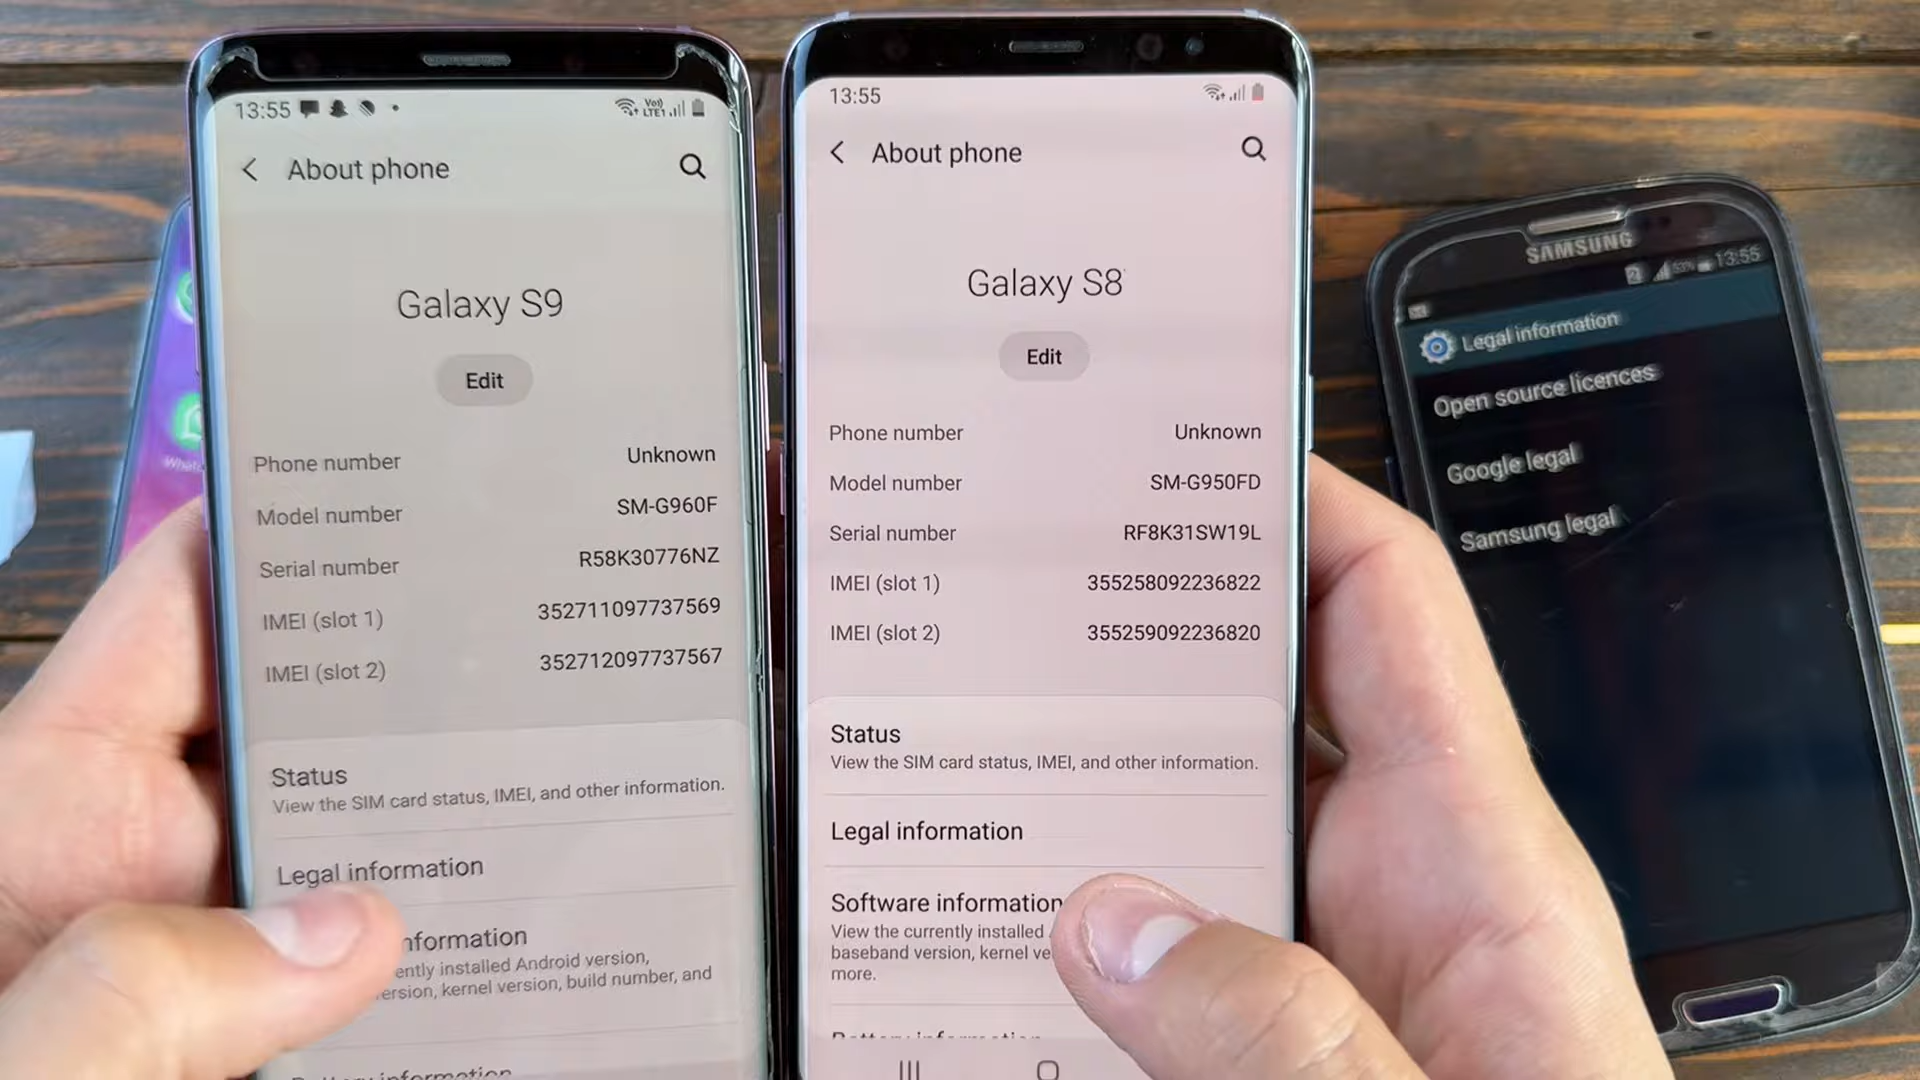 13:55
Vo))
LTE1
About phone
Galaxy S9
Edit
Phone number Unknown
Model number SM-G960F
Serial number R58K30776NZ
IMEI (slot 1) 352711097737569
IMEI (slot 2) 352712097737567
Status
View the SIM card status, IMEI, and other information.
Legal information
nformation
ently installed Android version,
ersion, kernel version, build number, and
13:55
About phone
Galaxy S8
Edit
Phone number Unknown
Model number SM-G950FD
Serial number RF8K31SW19L
IMEI (slot 1) 355258092236822
IMEI (slot 2) 355259092236820
Status
View the SIM card status, IMEI, and other information.
Legal information
Software information
View the currently installed
baseband version, kernel ve
more.
SAMSUNG
2 53% 13:55
Legal information
Open source licences
Google legal
Samsung legal